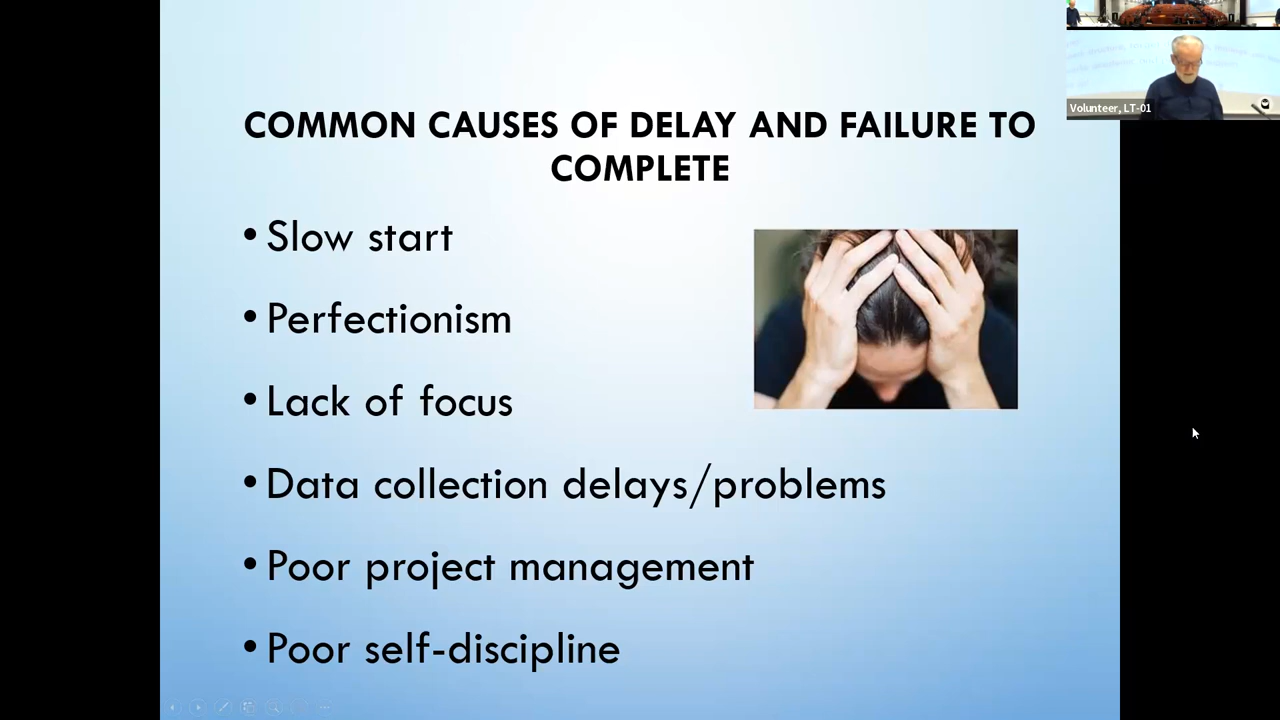 COMMON CAUSES OF DELAY AND FAILURE TO
COMPLETE
• Slow start
• Perfectionism
• Lack of focus
• Data collection delays/problems
• Poor project management
• Poor self-discipline
Volunteer, LT-01